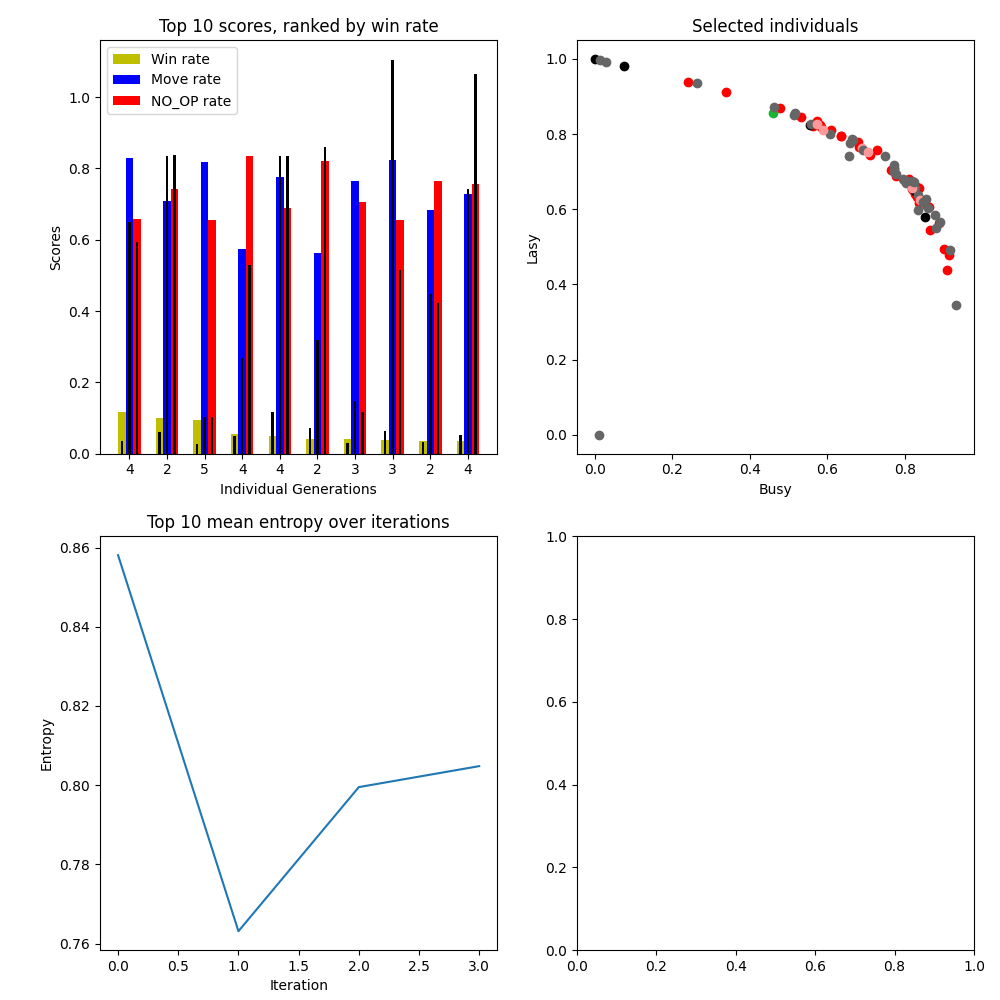 Top 10 scores, ranked by win rate
Win rate
Move rate
NO_OP rate
Scores
1.0
0.8
0.6
0.4
0.2
0.0
4 2 5 4 4 2 3 3 2 4
Individual Generations
Selected individuals
Lasy
1.0
0.8
0.6
0.4
0.2
0.0
0.0 0.2 0.4 0.6 0.8
Busy
Top 10 mean entropy over iterations
Entropy
0.86
0.84
0.82
0.80
0.78
0.76
0.0 0.5 1.0 1.5 2.0 2.5 3.0
Iteration
1.0
0.8
0.6
0.4
0.2
0.0
0.0 0.2 0.4 0.6 0.8 1.0